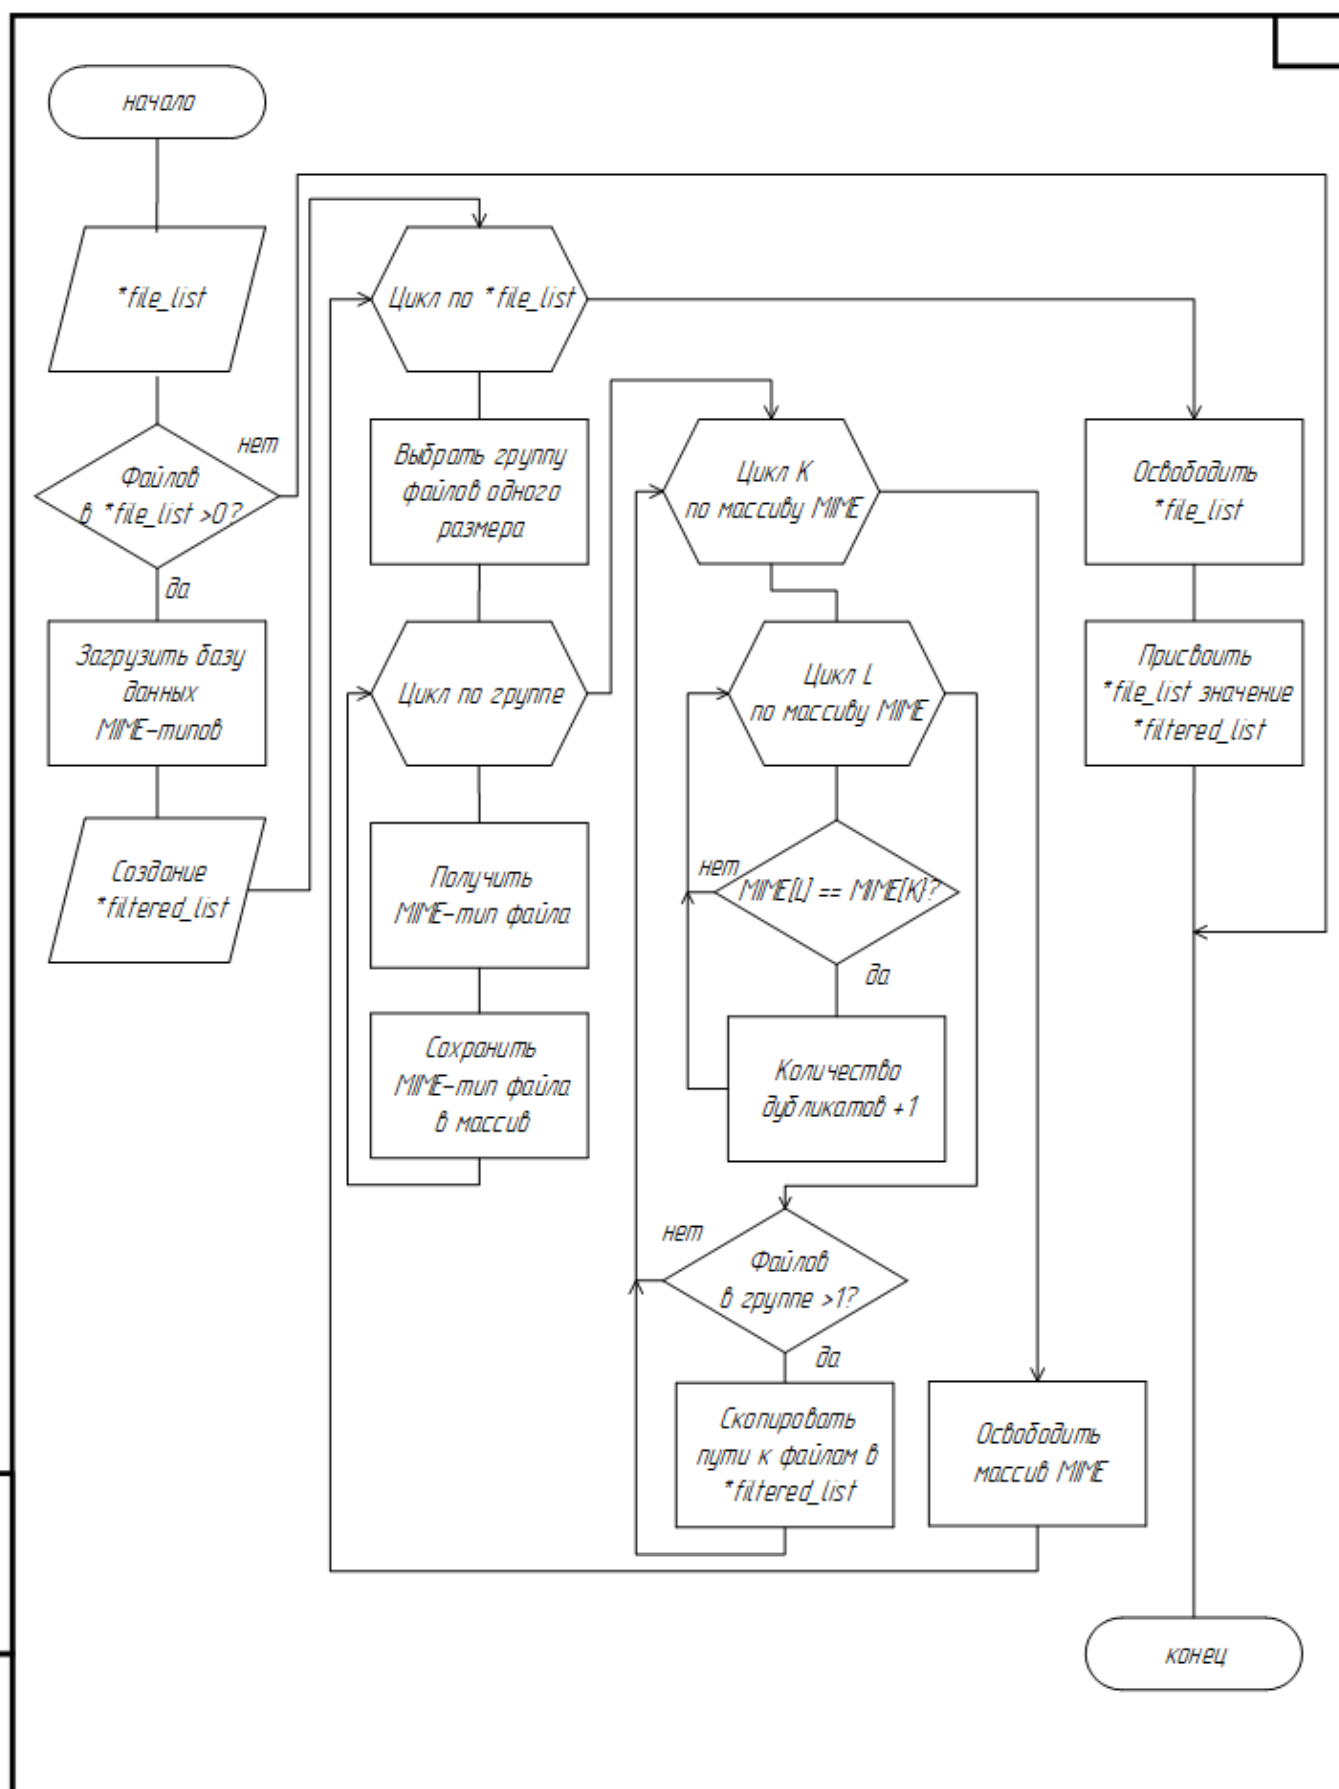 начало
*file_list
Файлов
в *file_list >0?
нет
да
Загрузить базу
данных
MIME-типов
Создание
*filtered_list
Цикл по *file_list
Выбрать группу
файлов одного
размера
Цикл по группе
Получить
MIME-тип файла
Сохранить
MIME-тип файла
в массив
Цикл K
по массиву MIME
Цикл L
по массиву MIME
нет
MIME[L] == MIME[K]?
да
Количество
дубликатов +1
нет
Файлов
в группе >1?
да
Скопировать
пути к файлам в
*filtered_list
Освободить
массив MIME
Освободить
*file_list
Присвоить
*file_list значение
*filtered_list
конец